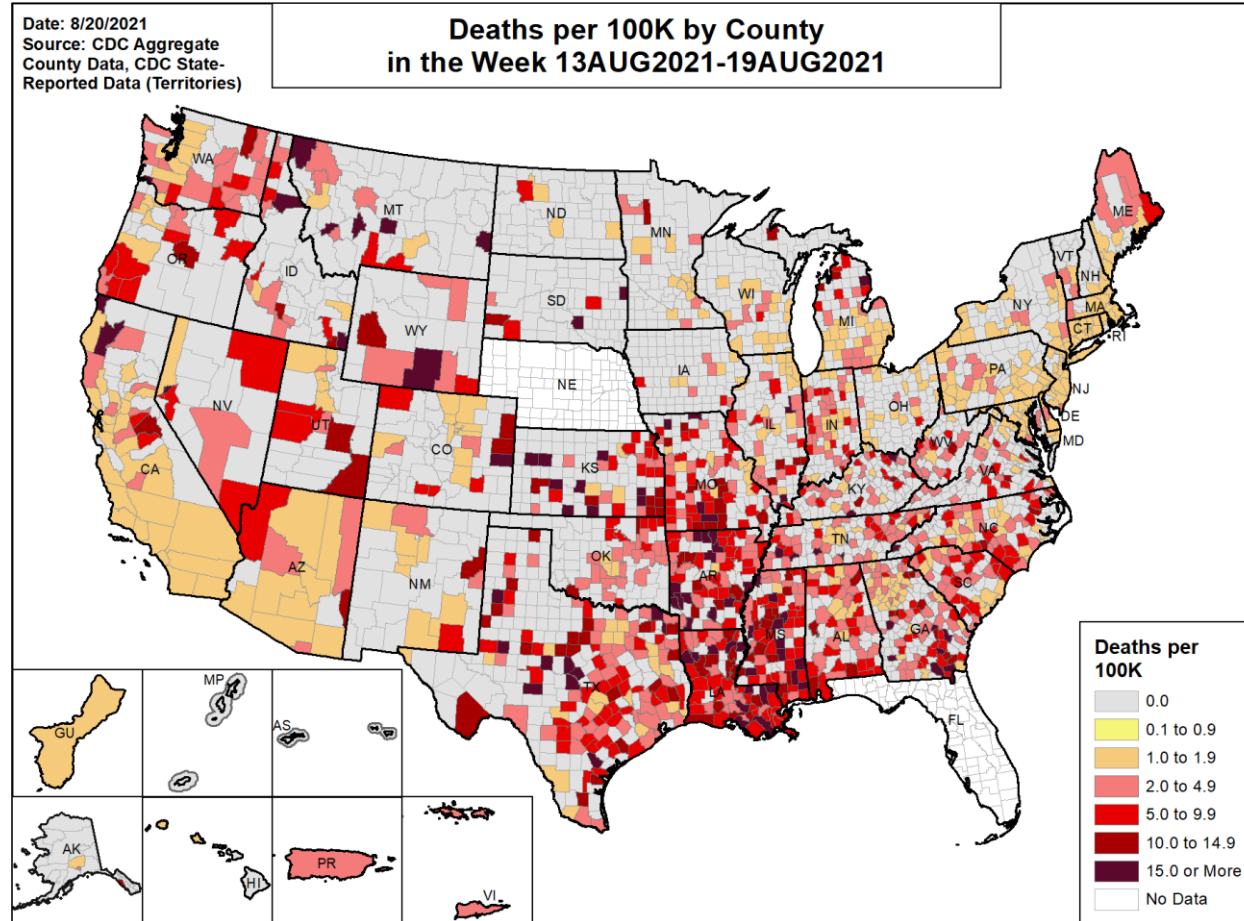 Date: 8/20/2021
Source: CDC Aggregate
County Data, CDC State-
Reported Data (Territories)
Deaths per 100K by County
in the Week 13AUG2021-19AUG2021
WA
MT
ND
MN
ME
OR
ID
WY
SD
WI
MI
NY
VT
NH
MA
CT
RI
NV
UT
CO
NE
IA
IL
IN
OH
PA
NJ
DE
MD
CA
AZ
NM
KS
MO
KY
WV
VA
OK
AR
TN
NC
SC
TX
LA
MS
AL
GA
FL
GU
MP
AS
AK
HI
PR
VI
Deaths per
100K
0.0
0.1 to 0.9
1.0 to 1.9
2.0 to 4.9
5.0 to 9.9
10.0 to 14.9
15.0 or More
No Data